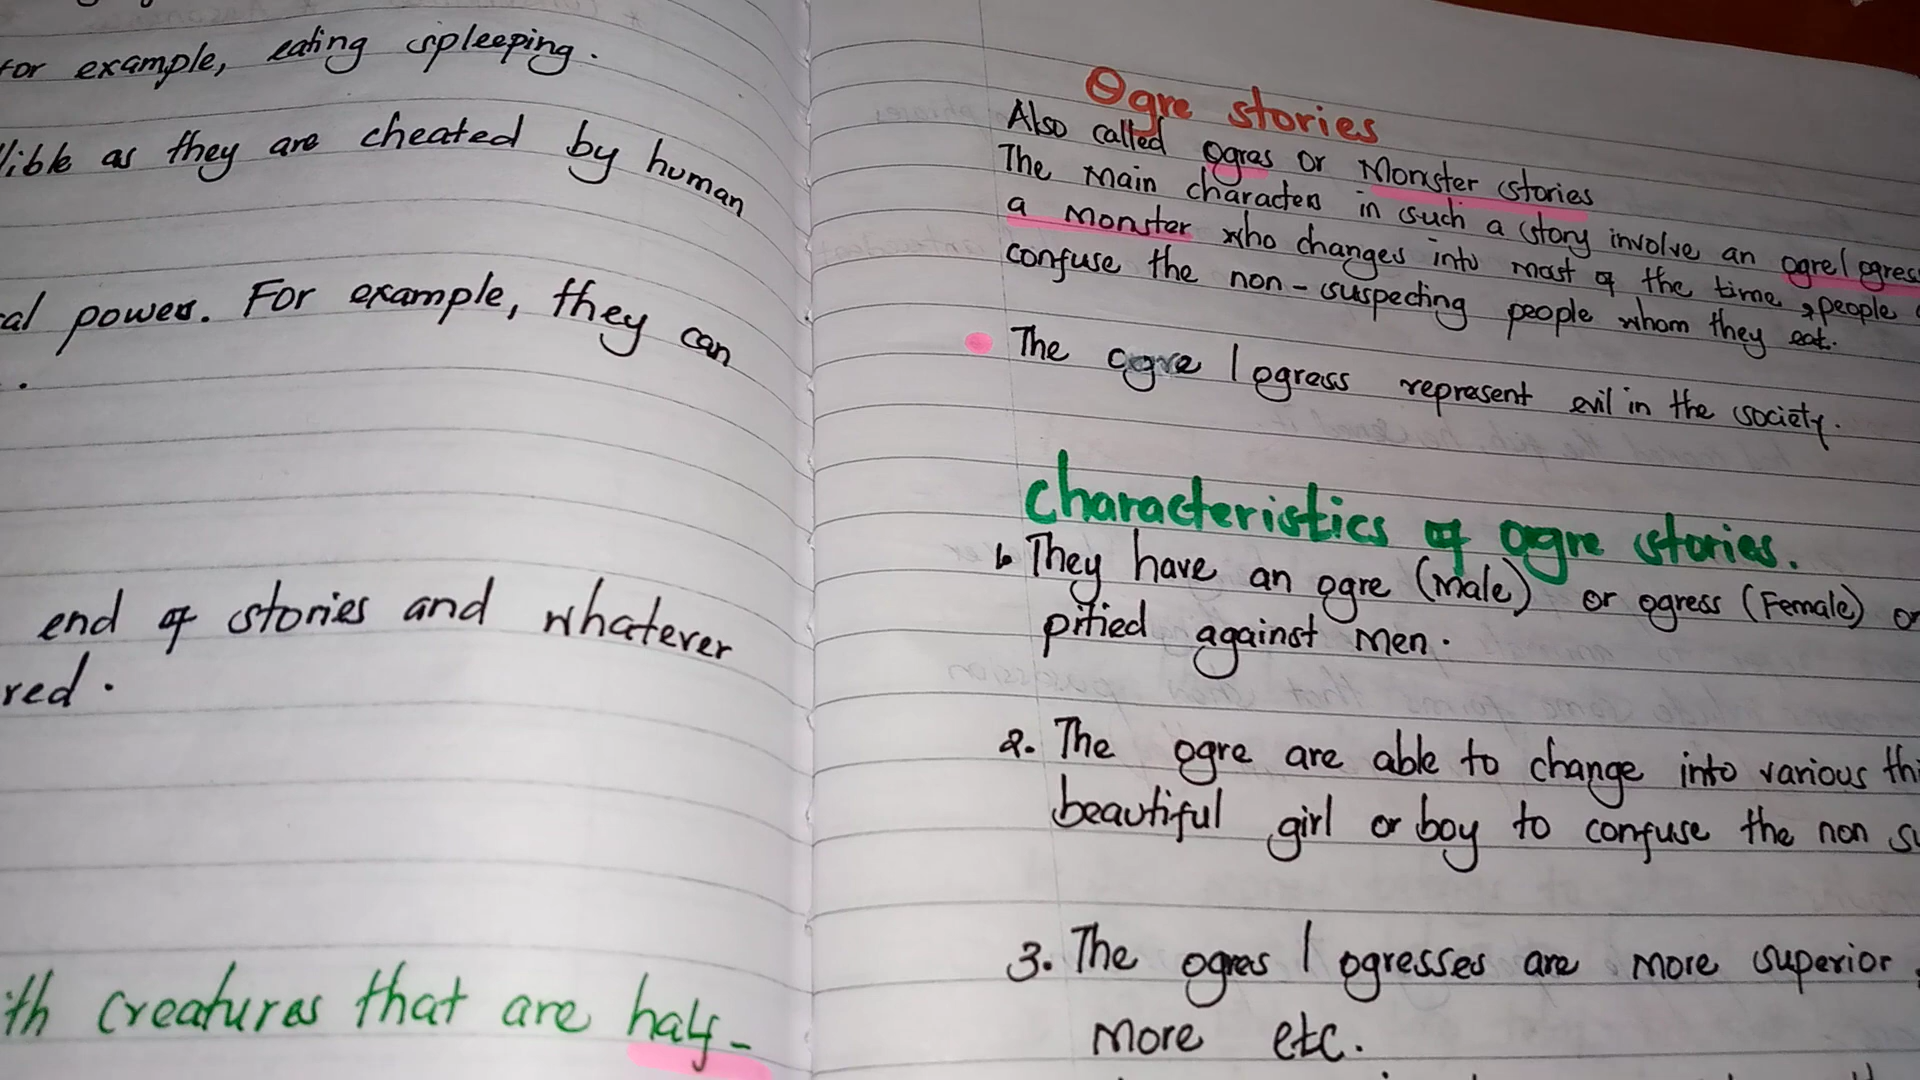 for example, eating spleeping.
lible as they are cheated by human
al power. For example, they can
end of stories and whatever
red.
ith creatures that are half-
Ogre stories
Also called ogres or Monster stories
The main characters in such a story involve an ogre/ogress
a monster who changes into most of the time, people
confuse the non-suspecting people whom they eat.
The ogre/ogress represent evil in the society.
Characteristics of ogre stories.
1. They have an ogre (male) or ogress (Female) or
pitied against men.
2. The ogre are able to change into various thi
beautiful girl or boy to confuse the non su
3. The ogres/ogresses are more superior
more etc.